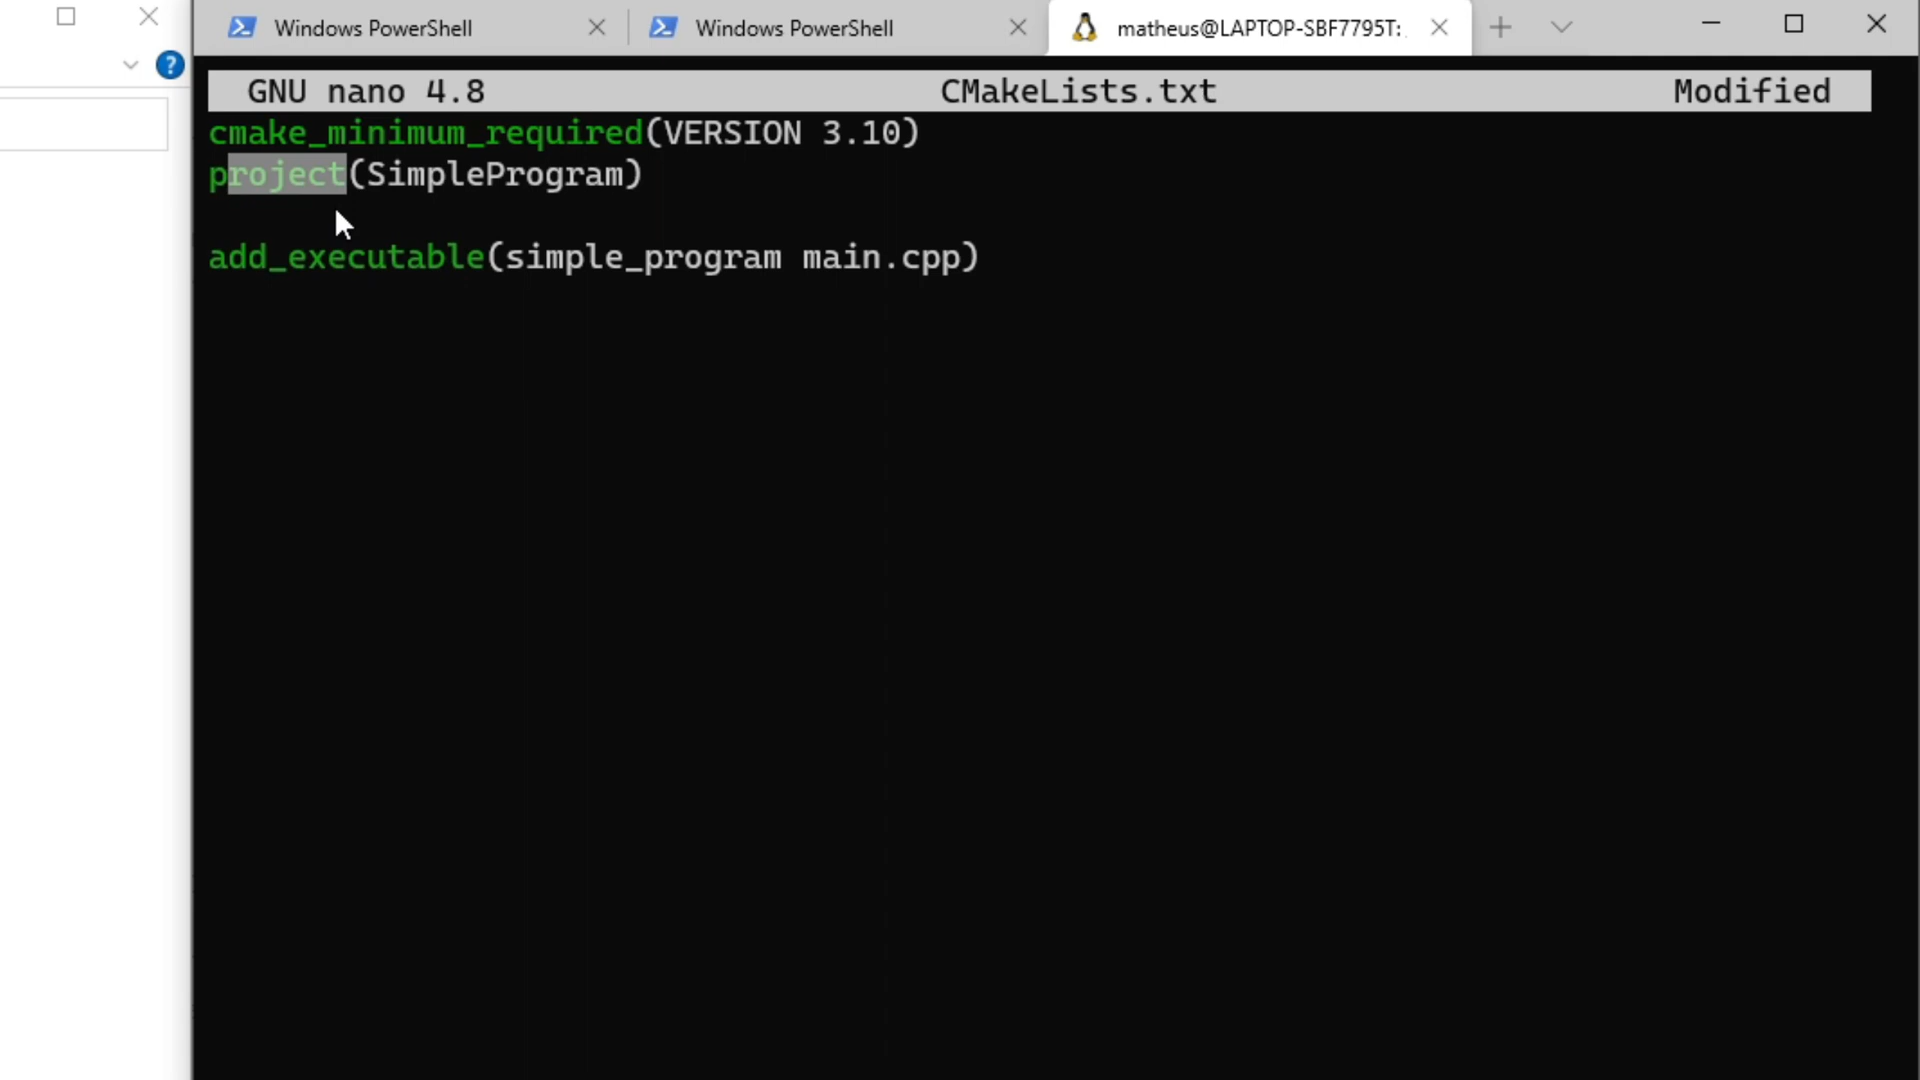 Windows PowerShell
Windows PowerShell
matheus@LAPTOP-SBF7795T:
?
GNU nano 4.8 CMakeLists.txt Modified
cmake_minimum_required(VERSION 3.10)
project(SimpleProgram)
add_executable(simple_program main.cpp)